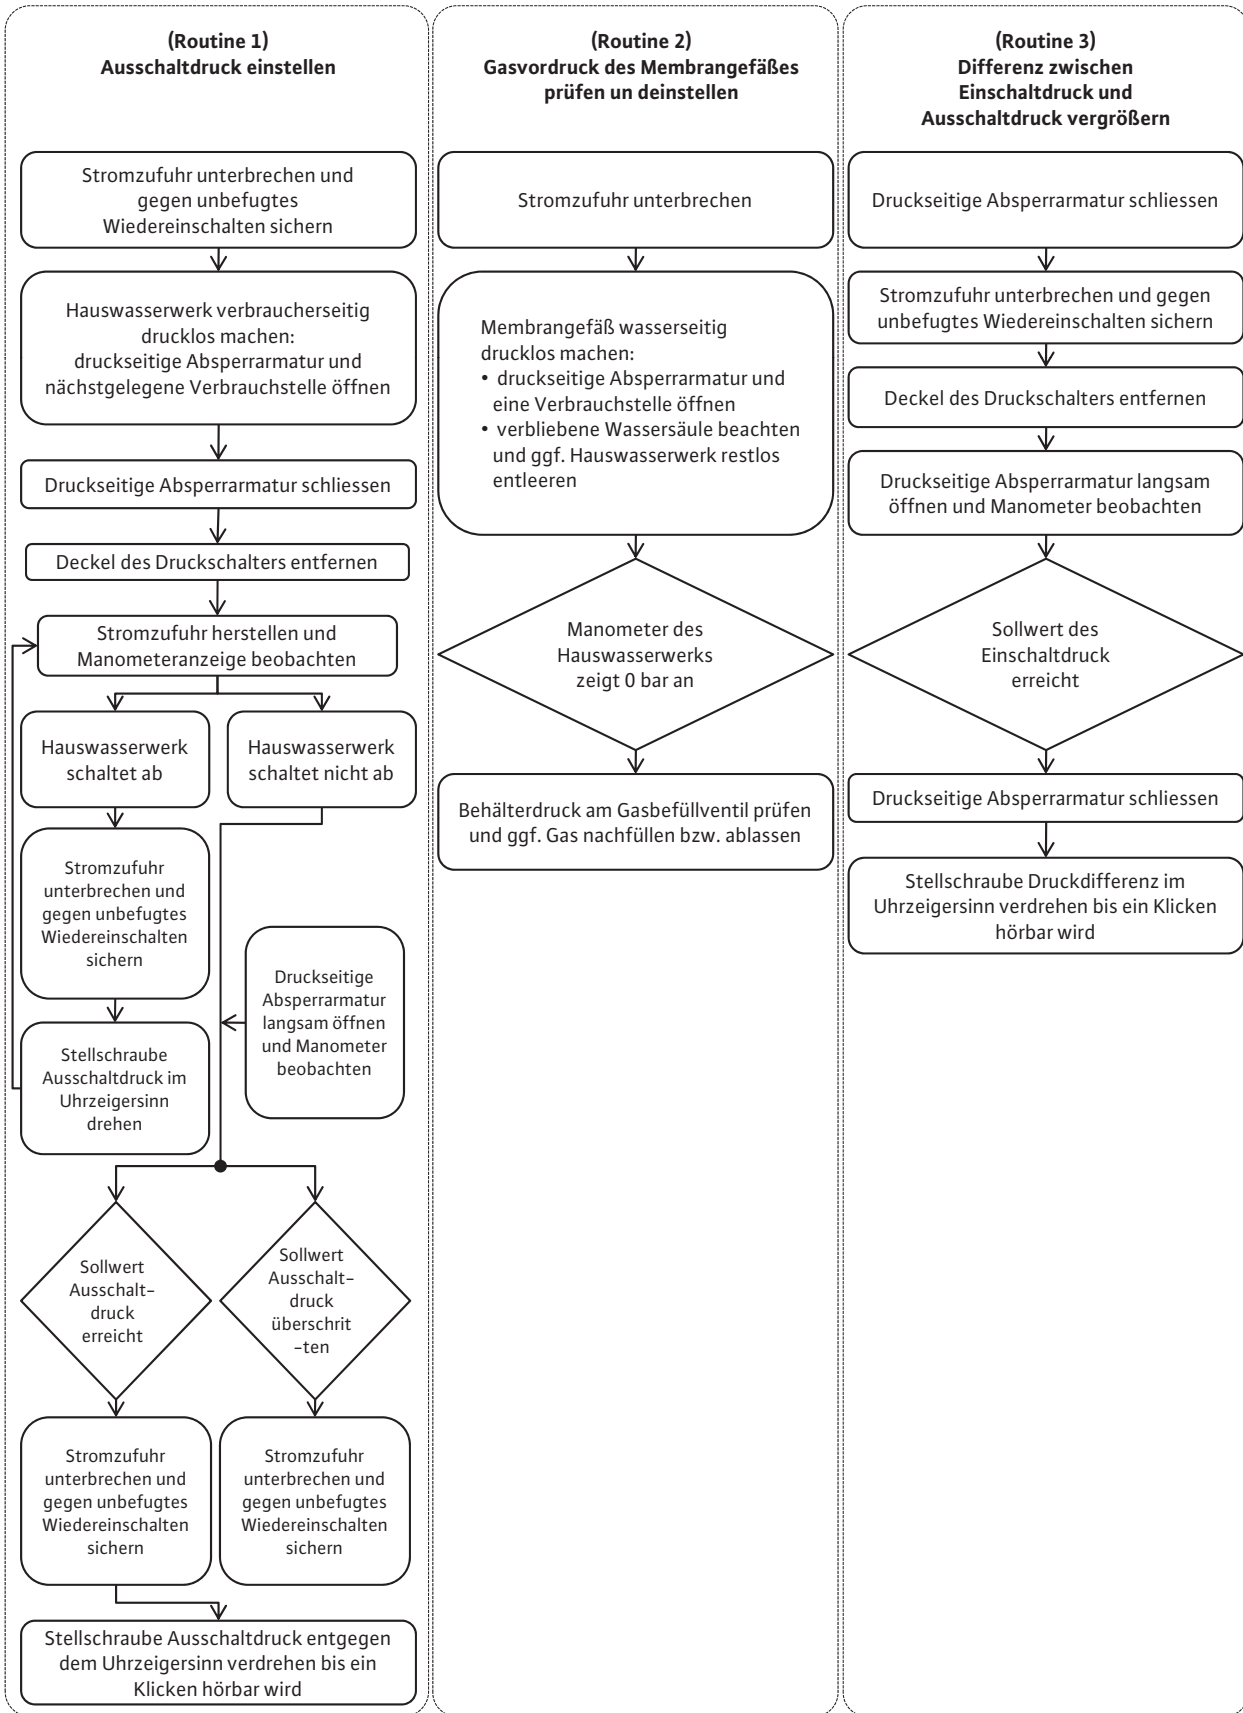 (Routine 1)
Ausschaltdruck einstellen
Stromzufuhr unterbrechen und
gegen unbefugtes
Wiedereinschalten sichern
Hauswasserwerk verbraucherseitig
drucklos machen:
druckseitige Absperrarmatur und
nächstgelegene Verbrauchstelle öffnen
Druckseitige Absperrarmatur schliessen
Deckel des Druckschalters entfernen
Stromzufuhr herstellen und
Manometeranzeige beobachten
Hauswasserwerk
schaltet ab
Hauswasserwerk
schaltet nicht ab
Stromzufuhr
unterbrechen und
gegen unbefugtes
Wiedereinschalten
sichern
Druckseitige
Absperrarmatur
langsam öffnen
und Manometer
beobachten
Stellschraube
Ausschaltdruck im
Uhrzeigersinn
drehen
Sollwert
Ausschalt-
druck
erreicht
Sollwert
Ausschalt-
druck
überschrit
-ten
Stromzufuhr
unterbrechen und
gegen unbefugtes
Wiedereinschalten
sichern
Stromzufuhr
unterbrechen und
gegen unbefugtes
Wiedereinschalten
sichern
Stellschraube Ausschaltdruck entgegen
dem Uhrzeigersinn verdrehen bis ein
Klicken hörbar wird
(Routine 2)
Gasvordruck des Membrangefäßes
prüfen un deinstellen
Stromzufuhr unterbrechen
Membrangefäß wasserseitig
drucklos machen:
• druckseitige Absperrarmatur und
eine Verbrauchstelle öffnen
• verbliebene Wassersäule beachten
und ggf. Hauswasserwerk restlos
entleeren
Manometer des
Hauswasserwerks
zeigt 0 bar an
Behälterdruck am Gasbefüllventil prüfen
und ggf. Gas nachfüllen bzw. ablassen
(Routine 3)
Differenz zwischen
Einschaltdruck und
Ausschaltdruck vergrößern
Druckseitige Absperrarmatur schliessen
Stromzufuhr unterbrechen und gegen
unbefugtes Wiedereinschalten sichern
Deckel des Druckschalters entfernen
Druckseitige Absperrarmatur langsam
öffnen und Manometer beobachten
Sollwert des
Einschaltdruck
erreicht
Druckseitige Absperrarmatur schliessen
Stellschraube Druckdifferenz im
Uhrzeigersinn verdrehen bis ein Klicken
hörbar wird